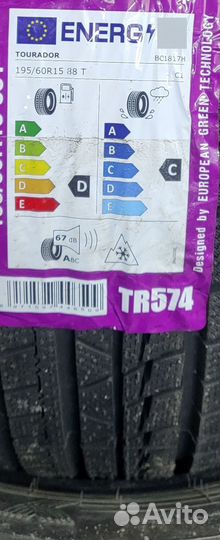 ENERG
TOURADOR
BC1817H
195/60R15 88 T
C1
A
B
C
D
E
D
A
B
C
D
E
C
67 dB
ABC
TR574
Designed by EUROPEAN GREEN TECHNOLOGY
Avito